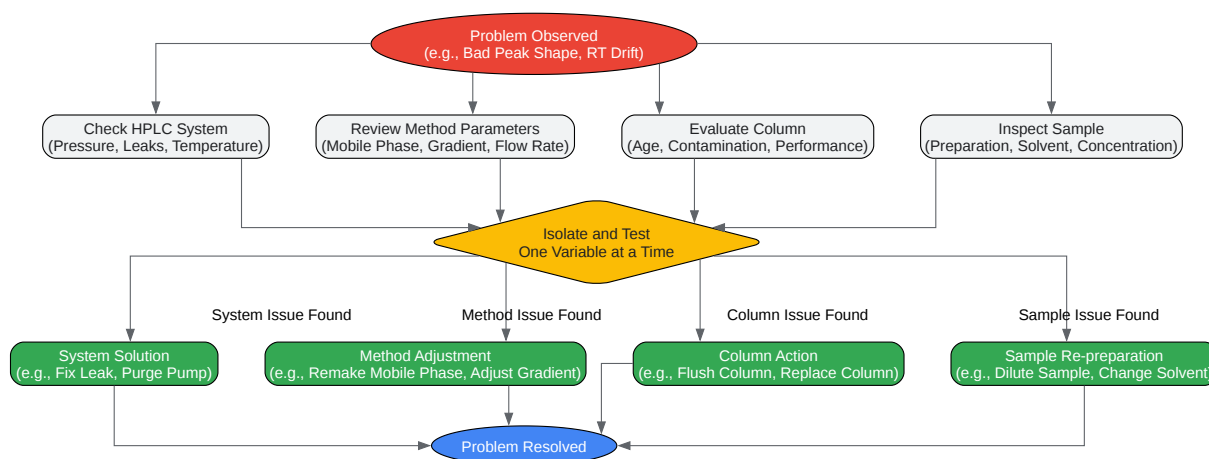 Problem Observed
(e.g., Bad Peak Shape, RT Drift)
Check HPLC System
(Pressure, Leaks, Temperature)
Review Method Parameters
(Mobile Phase, Gradient, Flow Rate)
Evaluate Column
(Age, Contamination, Performance)
Inspect Sample
(Preparation, Solvent, Concentration)
Isolate and Test
One Variable at a Time
System Issue Found
Method Issue Found
Column Issue Found
Sample Issue Found
System Solution
(e.g., Fix Leak, Purge Pump)
Method Adjustment
(e.g., Remake Mobile Phase, Adjust Gradient)
Column Action
(e.g., Flush Column, Replace Column)
Sample Re-preparation
(e.g., Dilute Sample, Change Solvent)
Problem Resolved